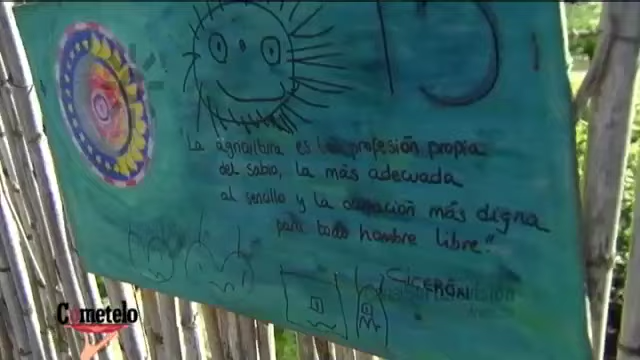 "La agricultura es la profesión propia
del sabio, la más adecuada
al sencillo y la ocupación más digna
para todo hombre libre."
CICERÓN
Cometelo